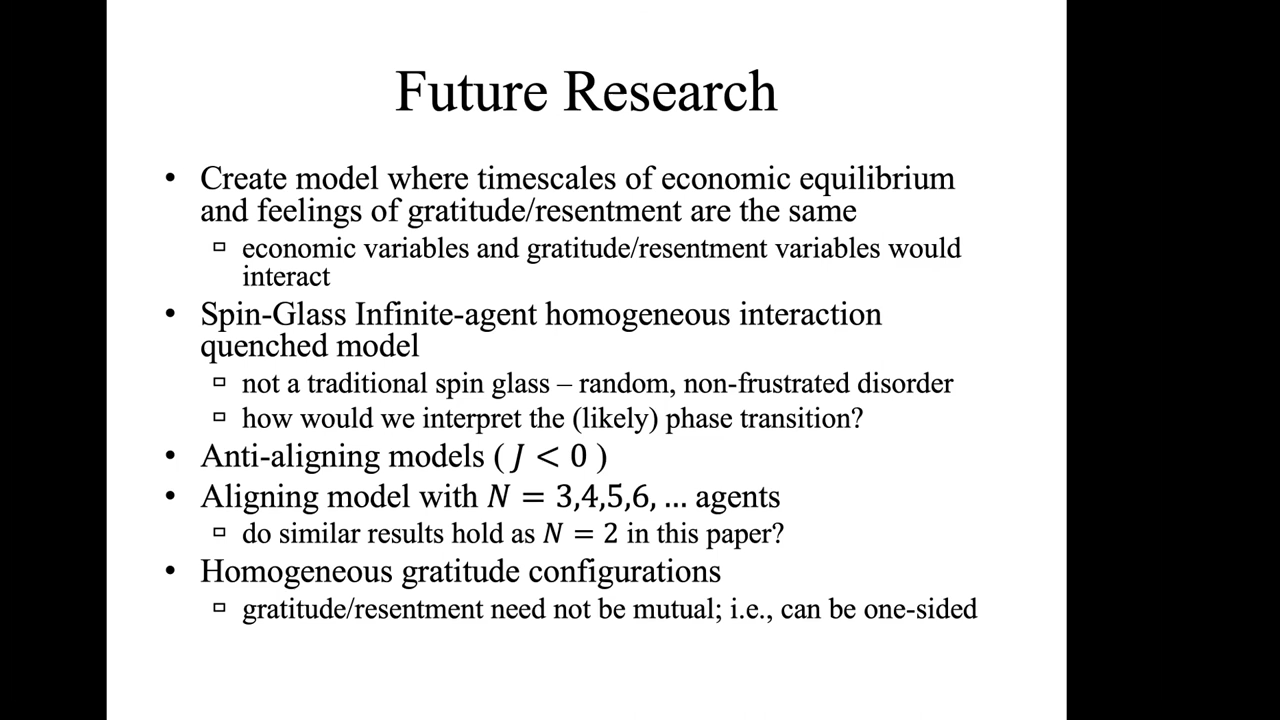 Future Research
• Create model where timescales of economic equilibrium
and feelings of gratitude/resentment are the same
▫ economic variables and gratitude/resentment variables would
interact
• Spin-Glass Infinite-agent homogeneous interaction
quenched model
▫ not a traditional spin glass – random, non-frustrated disorder
▫ how would we interpret the (likely) phase transition?
• Anti-aligning models ( J < 0 )
• Aligning model with N = 3,4,5,6, … agents
▫ do similar results hold as N = 2 in this paper?
• Homogeneous gratitude configurations
▫ gratitude/resentment need not be mutual; i.e., can be one-sided